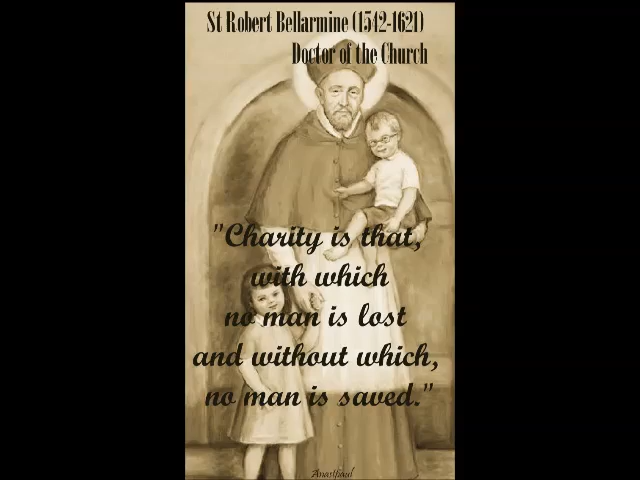 St Robert Bellarmine (1542-1621)
Doctor of the Church
"Charity is that,
with which
no man is lost
and without which,
no man is saved."
Anastpaul